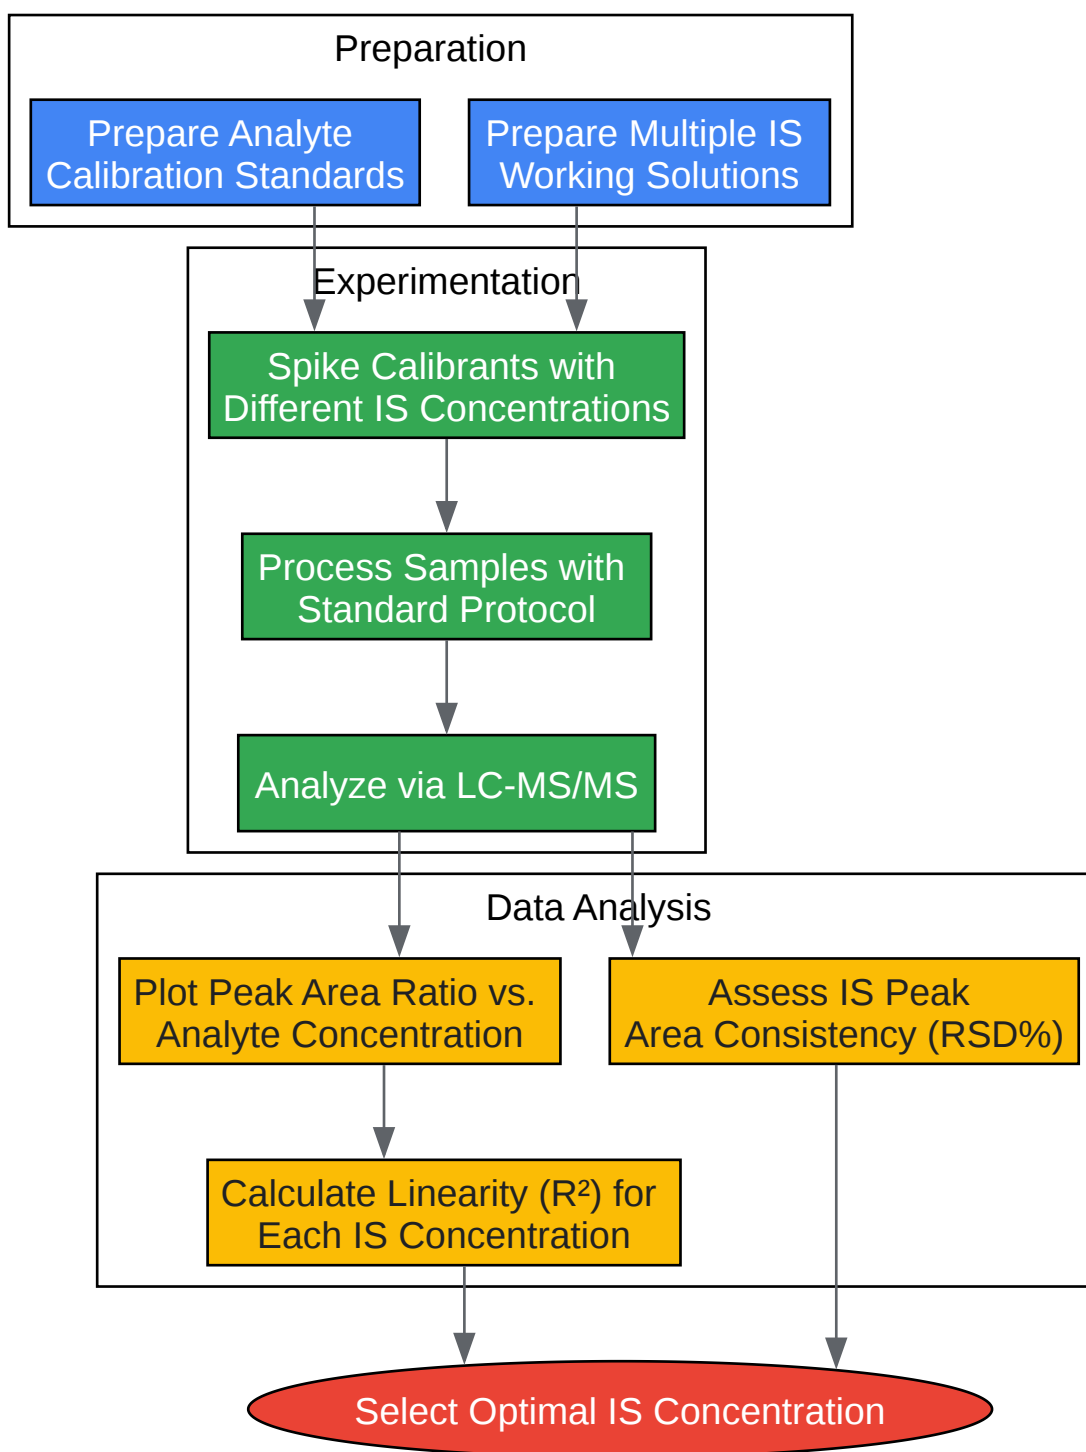 Preparation
Prepare Analyte
Calibration Standards
Prepare Multiple IS
Working Solutions
Experimentation
Spike Calibrants with
Different IS Concentrations
Process Samples with
Standard Protocol
Analyze via LC-MS/MS
Data Analysis
Plot Peak Area Ratio vs.
Analyte Concentration
Assess IS Peak
Area Consistency (RSD%)
Calculate Linearity (R²) for
Each IS Concentration
Select Optimal IS Concentration